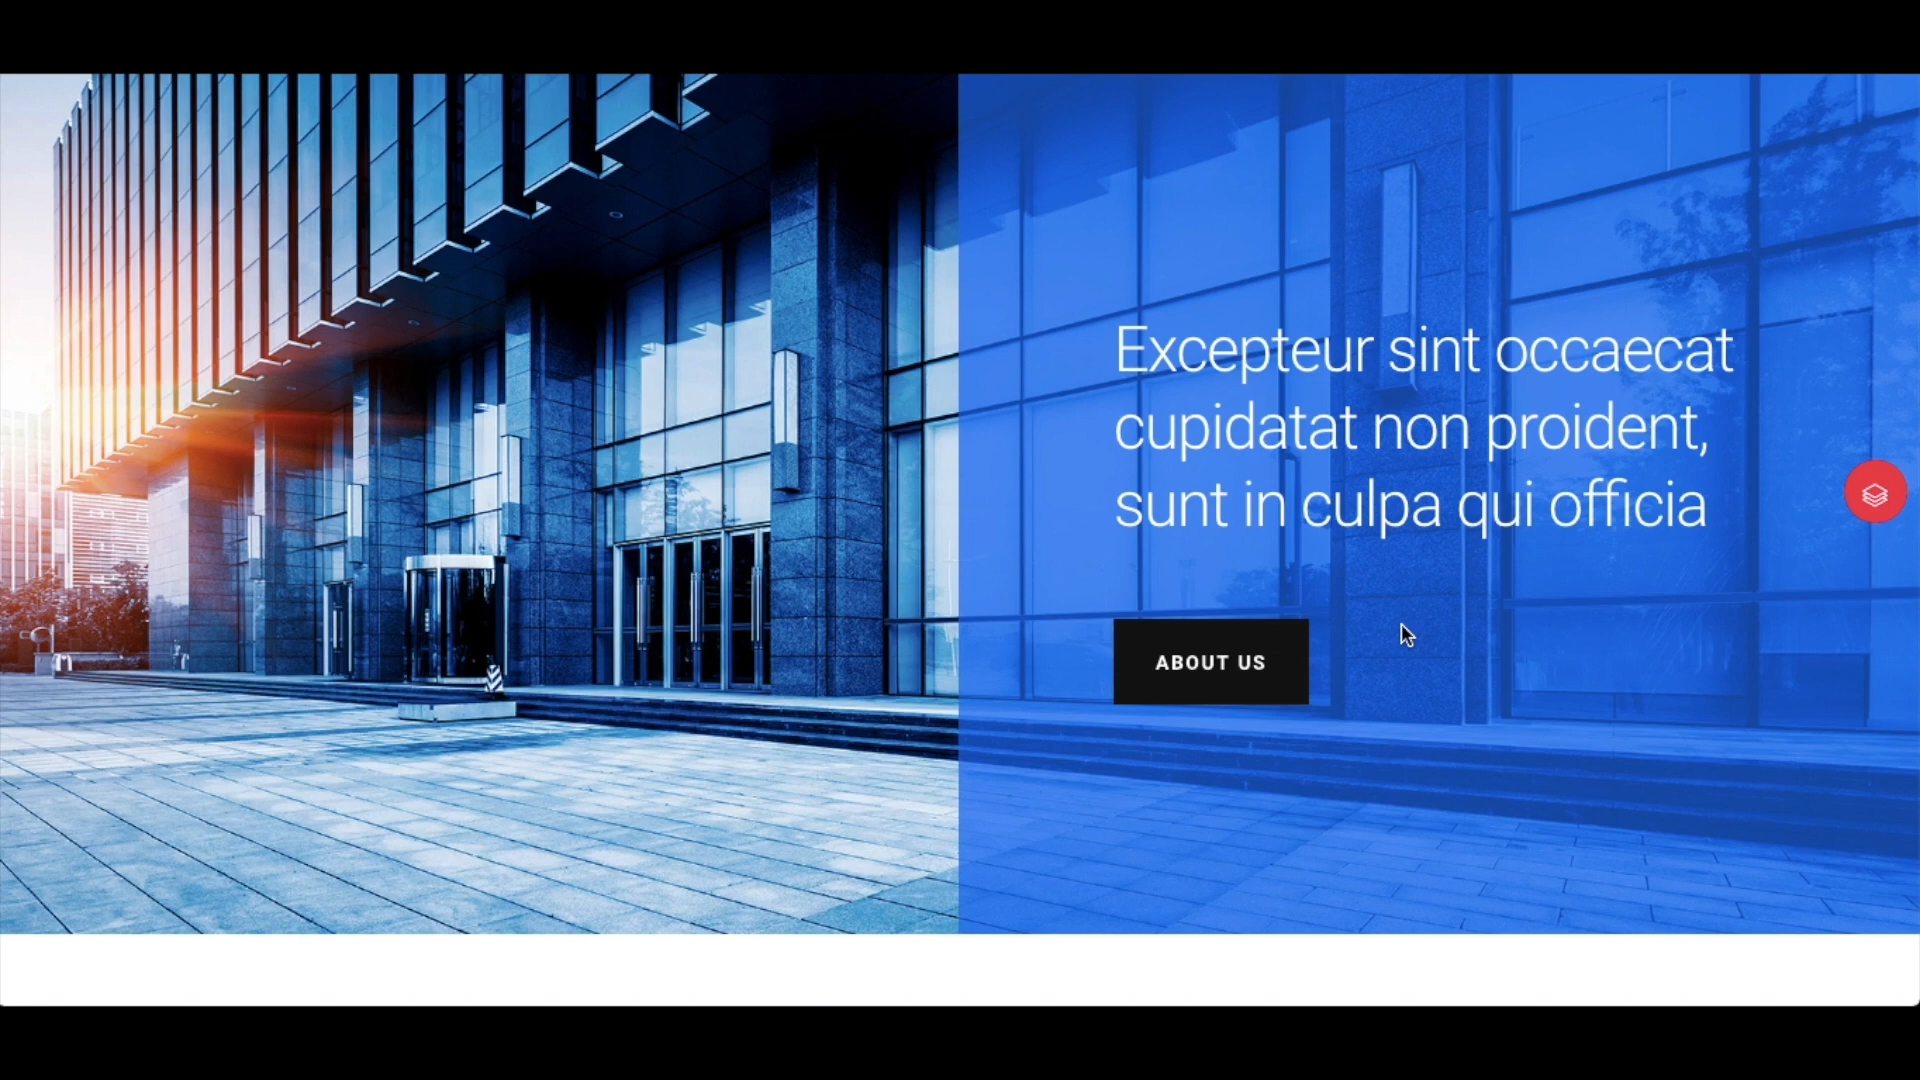 Excepteur sint occaecat
cupidatat non proident,
sunt in culpa qui officia
ABOUT US